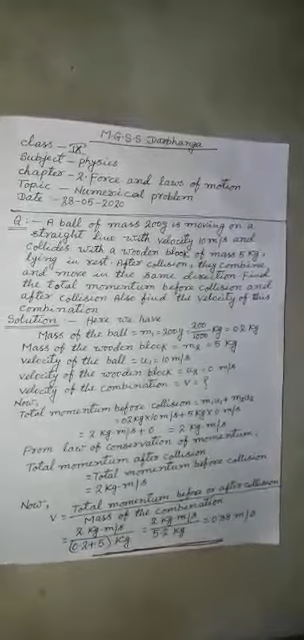 M.G.S.S Darbhanga
class - IX
Subject - physics
chapter - 2. Force and laws of motion
Topic - Numerical problem
Date - 28-05-2020
Q:- A ball of mass 200g is moving on a
straight line with velocity 10 m/s and
collides with a wooden block of mass 5 Kg,
lying in rest. After collision, they combine
and move in the same direction. Find
the total momentum before collision and
after collision Also find the velocity of this
combination
Solution:- Here we have
Mass of the ball = m₁ = 200g = 200/1000 Kg = 0.2 Kg
Mass of the wooden block = m₂ = 5 Kg
velocity of the ball = u₁ = 10 m/s
velocity of the wooden block = u₂ = 0 m/s
velocity of the combination = v = ?
Now,
Total momentum before collision = m₁u₁ + m₂u₂
= 0.2 Kg x 10 m/s + 5 Kg x 0 m/s
= 2 Kg.m/s + 0 = 2 Kg.m/s
From law of conservation of momentum,
Total momentum after collision
= Total momentum before collision
= 2 Kg.m/s
Now, v = Total momentum before or after collision / Mass of the combination
= 2 Kg.m/s / (0.2+5) Kg = 2 Kg.m/s / 5.2 Kg = 0.38 m/s